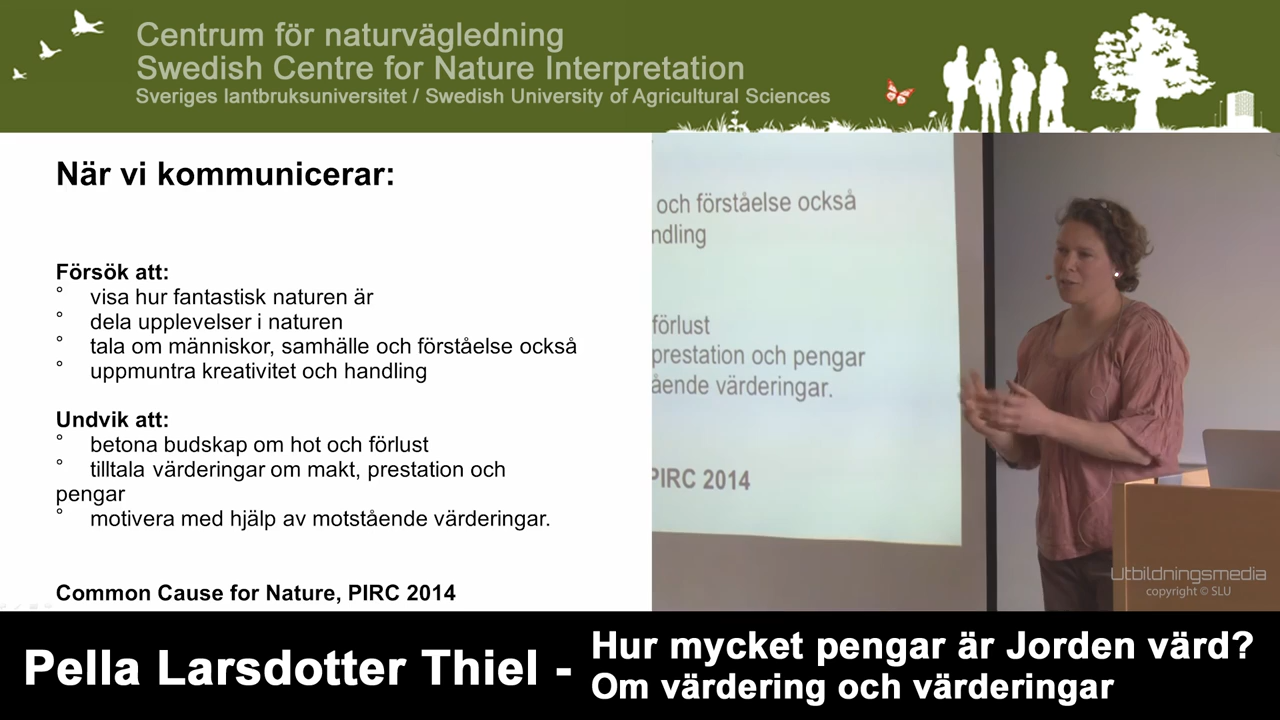 Centrum för naturvägledning
Swedish Centre for Nature Interpretation
Sveriges lantbruksuniversitet / Swedish University of Agricultural Sciences
När vi kommunicerar:
Försök att:
° visa hur fantastisk naturen är
° dela upplevelser i naturen
° tala om människor, samhälle och förståelse också
° uppmuntra kreativitet och handling
Undvik att:
° betona budskap om hot och förlust
° tilltala värderingar om makt, prestation och
pengar
° motivera med hjälp av motstående värderingar.
Common Cause for Nature, PIRC 2014
och förståelse också
ndling
förlust
prestation och pengar
ående värderingar.
PIRC 2014
Utbildningsmedia
copyright © SLU
Pella Larsdotter Thiel -
Hur mycket pengar är Jorden värd?
Om värdering och värderingar